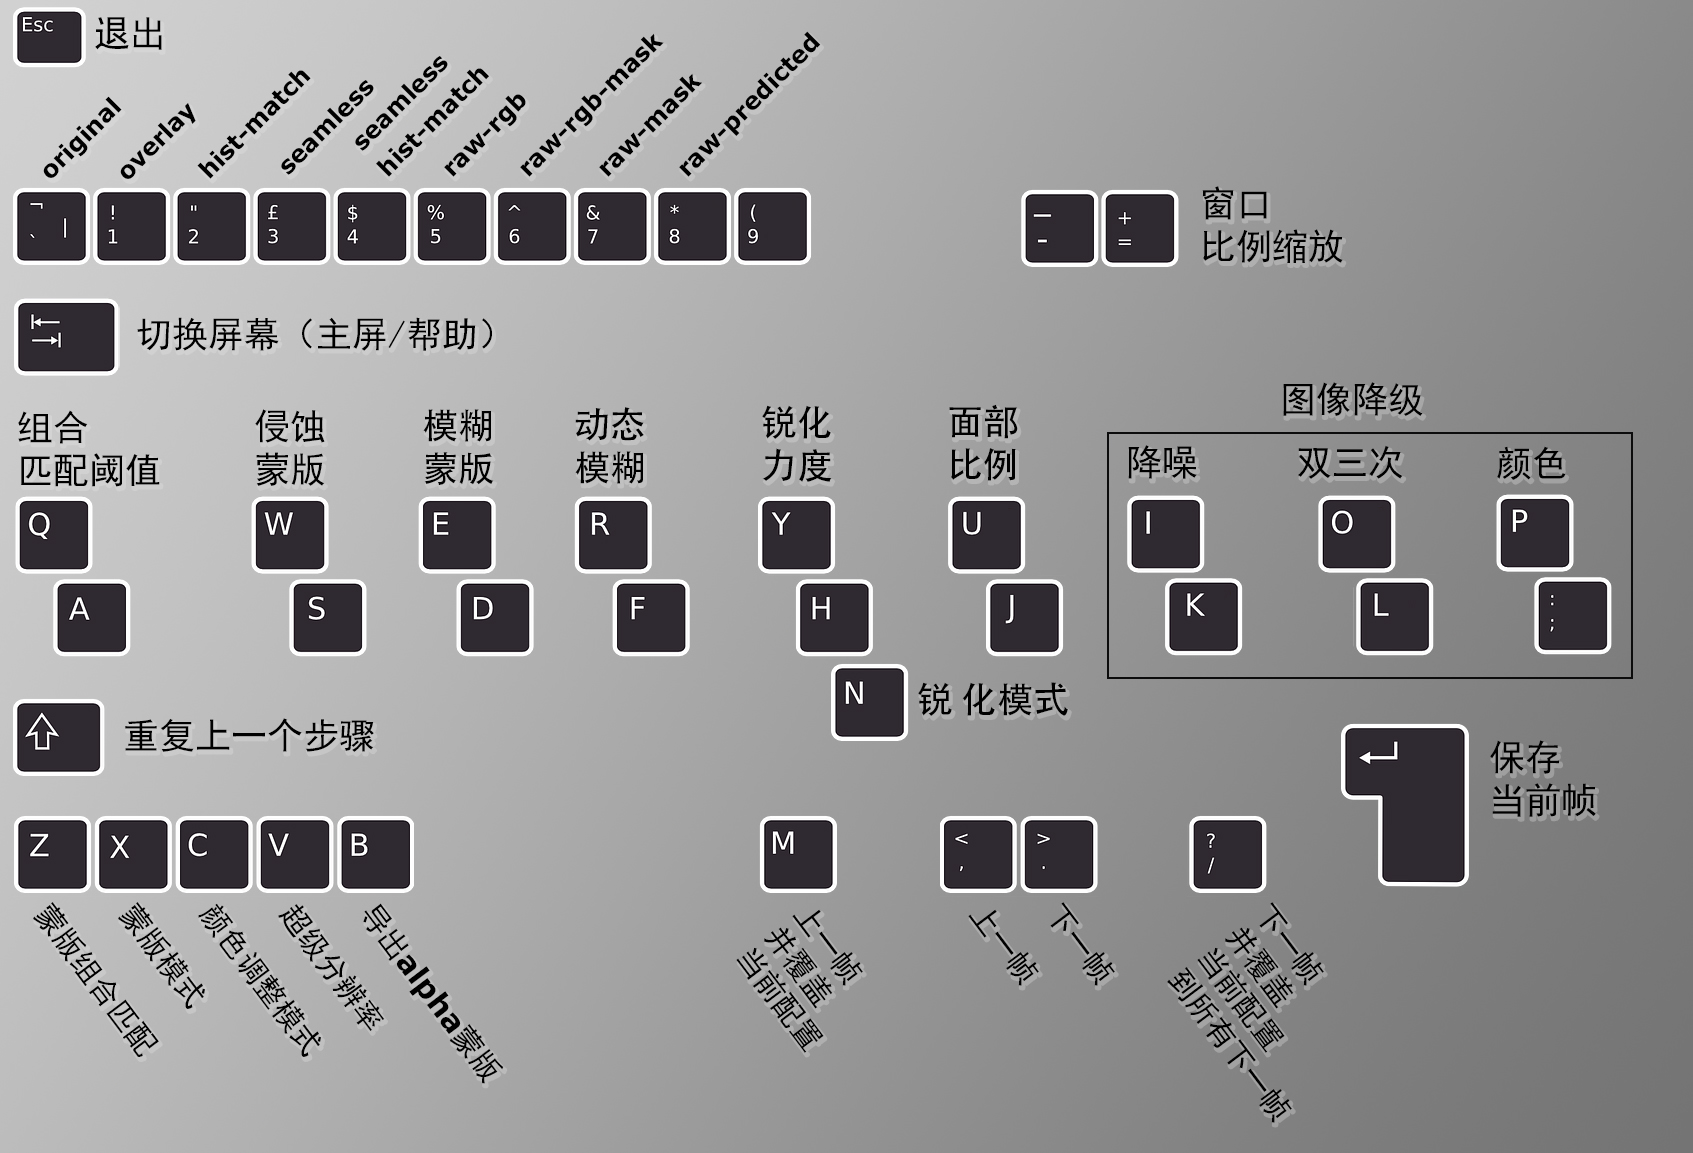 Esc
退出
original
overlay
hist-match
seamless
seamless
hist-match
raw-rgb
raw-rgb-mask
raw-mask
raw-predicted
¬ ` |
! 1
" 2
£ 3
$ 4
% 5
^ 6
& 7
* 8
( 9
— -
+ =
窗口
比例缩放
切换屏幕（主屏/帮助）
组合
匹配阈值
侵蚀
蒙版
模糊
蒙版
动态
模糊
锐化
力度
面部
比例
图像降级
降噪
双三次
颜色
Q
W
E
R
Y
U
I
O
P
A
S
D
F
H
J
K
L
: ;
N
锐 化模式
重复上一个步骤
保存
当前帧
Z
X
C
V
B
M
< ,
> .
? /
蒙版组合匹配
蒙版模式
颜色调整模式
超级分辨率
导出alpha蒙版
上一帧
并覆盖
当前配置
上一帧
下一帧
下一帧
并覆盖
当前配置
到所有下一帧